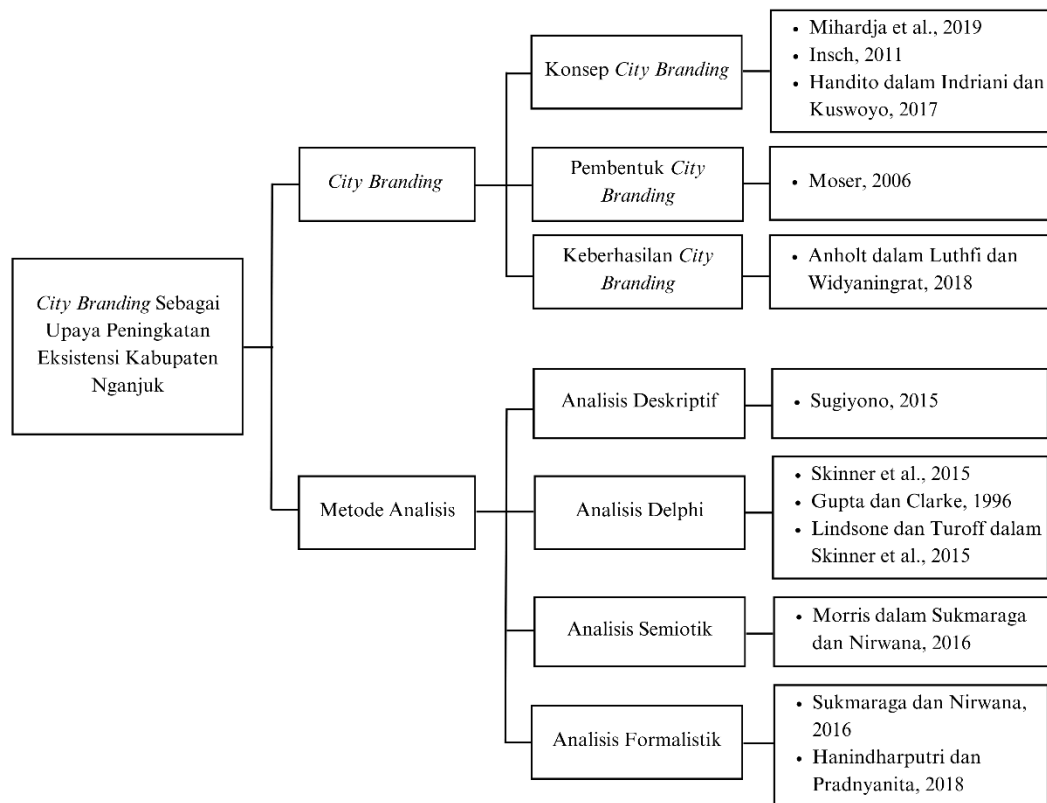 City Branding Sebagai
Upaya Peningkatan
Eksistensi Kabupaten
Nganjuk
City Branding
Konsep City Branding
• Mihardja et al., 2019
• Insch, 2011
• Handito dalam Indriani dan
Kuswoyo, 2017
Pembentuk City
Branding
• Moser, 2006
Keberhasilan City
Branding
• Anholt dalam Luthfi dan
Widyaningrat, 2018
Metode Analisis
Analisis Deskriptif
• Sugiyono, 2015
Analisis Delphi
• Skinner et al., 2015
• Gupta dan Clarke, 1996
• Lindsone dan Turoff dalam
Skinner et al., 2015
Analisis Semiotik
• Morris dalam Sukmaraga
dan Nirwana, 2016
Analisis Formalistik
• Sukmaraga dan Nirwana,
2016
• Hanindharputri dan
Pradnyanita, 2018